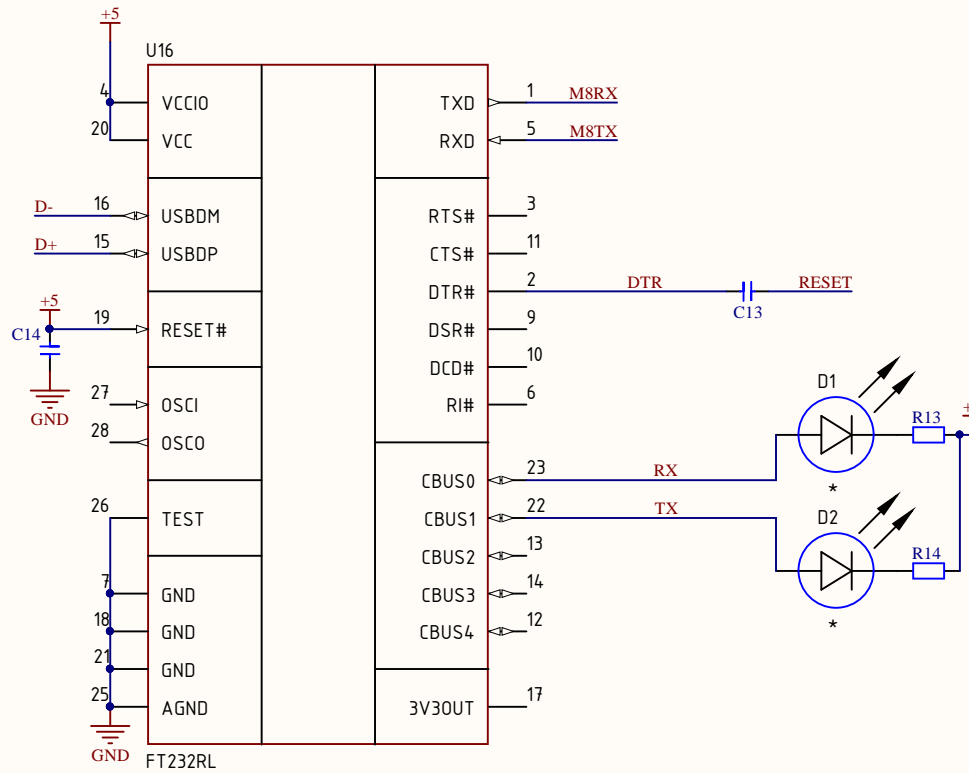 +5
U16
4 VCCIO TXD 1 M8RX
20 VCC RXD 5 M8TX
D- 16 USBDM RTS# 3
D+ 15 USBDP CTS# 11
DTR# 2 DTR C13 RESET
+5
C14 19 RESET# DSR# 9
GND
DCD# 10
27 OSCI RI# 6
28 OSCO
D1 R13 +
*
CBUS0 23 RX
26 TEST CBUS1 22 TX
D2 R14
*
CBUS2 13
7 GND CBUS3 14
18 GND CBUS4 12
21 GND
25 AGND 3V3OUT 17
GND
FT232RL